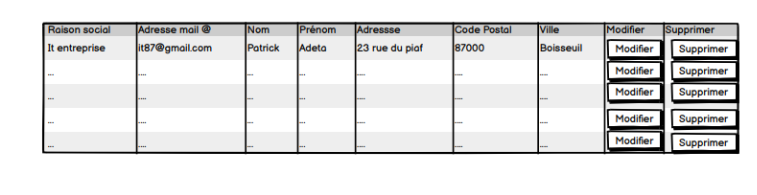 Raison social Adresse mail @ Nom Prénom Adressse Code Postal Ville Modifier Supprimer
It entreprise it87@gmail.com Patrick Adeta 23 rue du piaf 87000 Boisseuil Modifier Supprimer
... .... ... ... .... ... .... Modifier Supprimer
... .... ... ... .... ... .... Modifier Supprimer
... .... ... ... .... ... .... Modifier Supprimer
... .... ... ... .... ... .... Modifier Supprimer